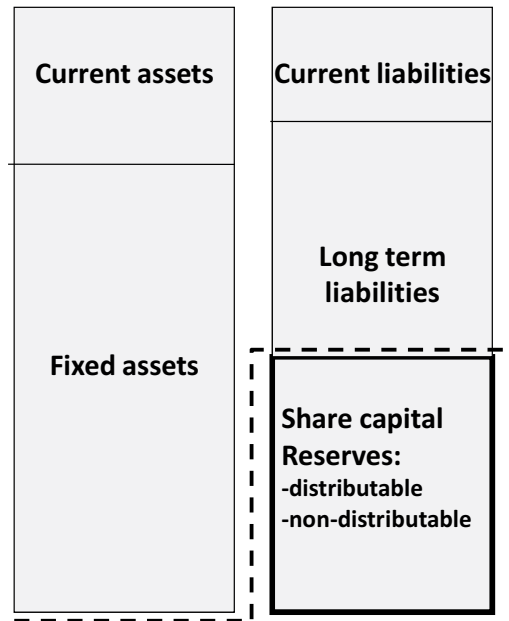 Current assets
Fixed assets
Current liabilities
Long term
liabilities
Share capital
Reserves:
-distributable
-non-distributable